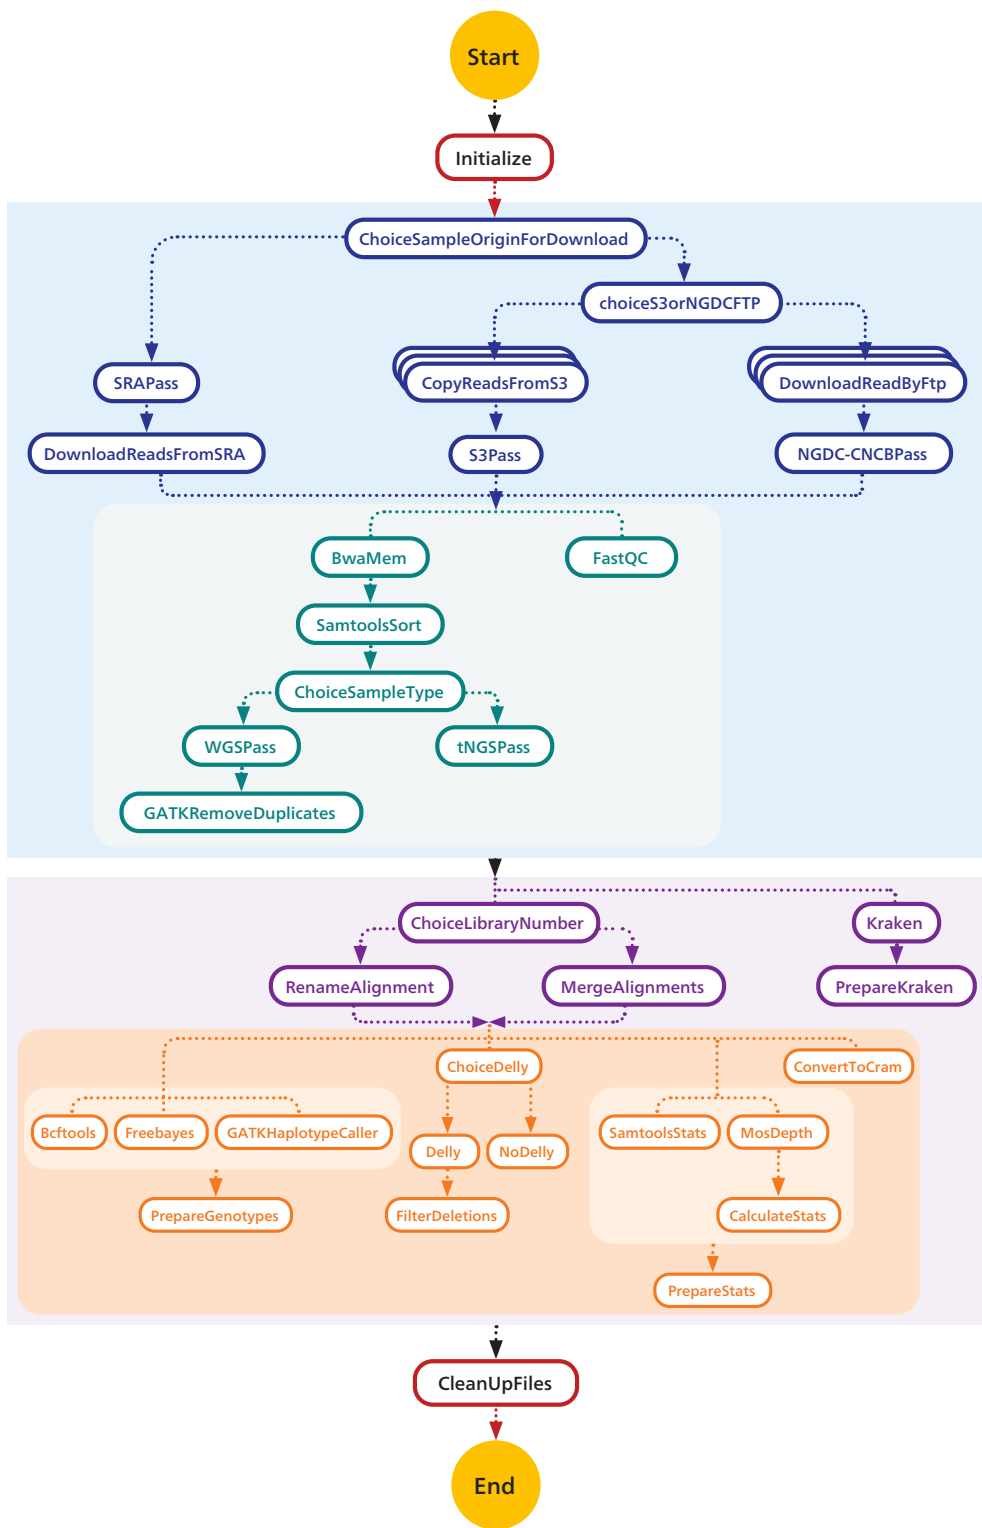 Start
Initialize
ChoiceSampleOriginForDownload
choiceS3orNGDCFTP
SRAPass
CopyReadsFromS3
DownloadReadByFtp
DownloadReadsFromSRA
S3Pass
NGDC-CNCBPass
BwaMem
FastQC
SamtoolsSort
ChoiceSampleType
WGSPass
tNGSPass
GATKRemoveDuplicates
ChoiceLibraryNumber
Kraken
RenameAlignment
MergeAlignments
PrepareKraken
ChoiceDelly
ConvertToCram
Bcftools
Freebayes
GATKHaplotypeCaller
Delly
NoDelly
SamtoolsStats
MosDepth
PrepareGenotypes
FilterDeletions
CalculateStats
PrepareStats
CleanUpFiles
End